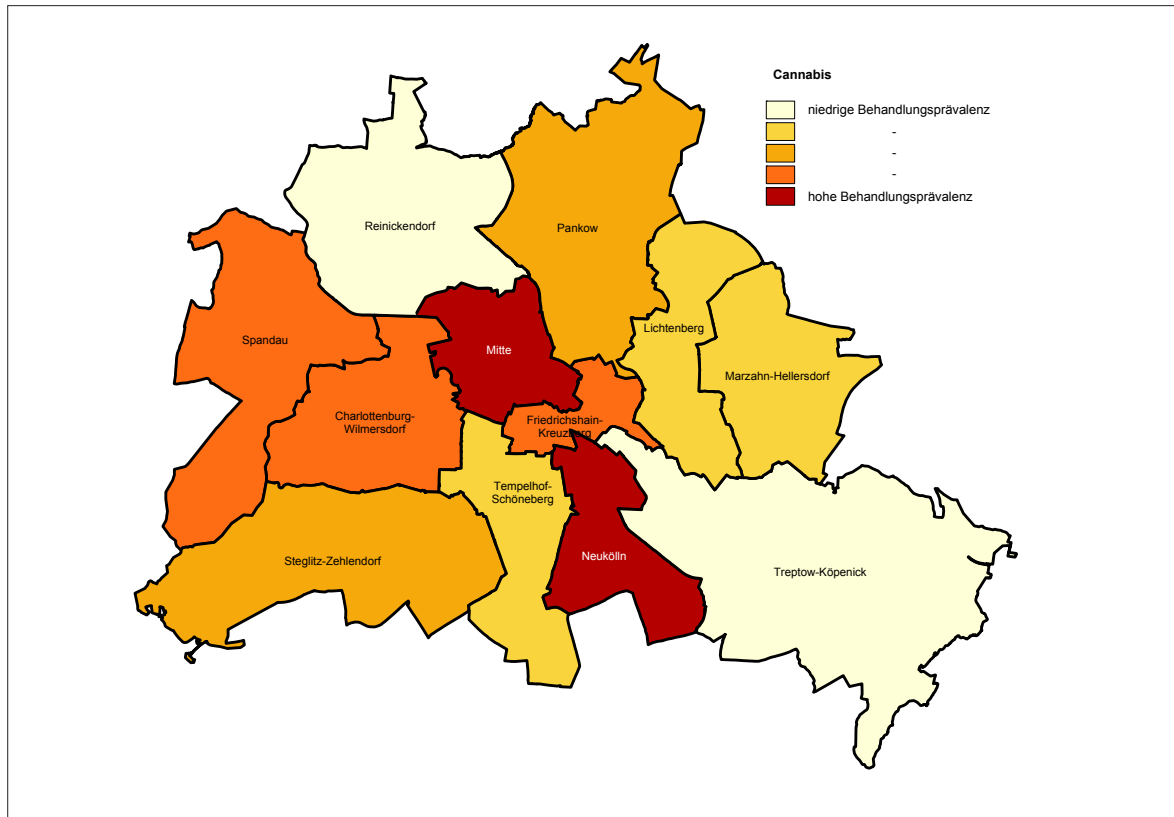 Cannabis
niedrige Behandlungsprävalenz
-
-
-
hohe Behandlungsprävalenz
Reinickendorf
Pankow
Spandau
Lichtenberg
Mitte
Marzahn-Hellersdorf
Charlottenburg-
Wilmersdorf
Friedrichshain-
Kreuzberg
Tempelhof-
Schöneberg
Steglitz-Zehlendorf
Neukölln
Treptow-Köpenick